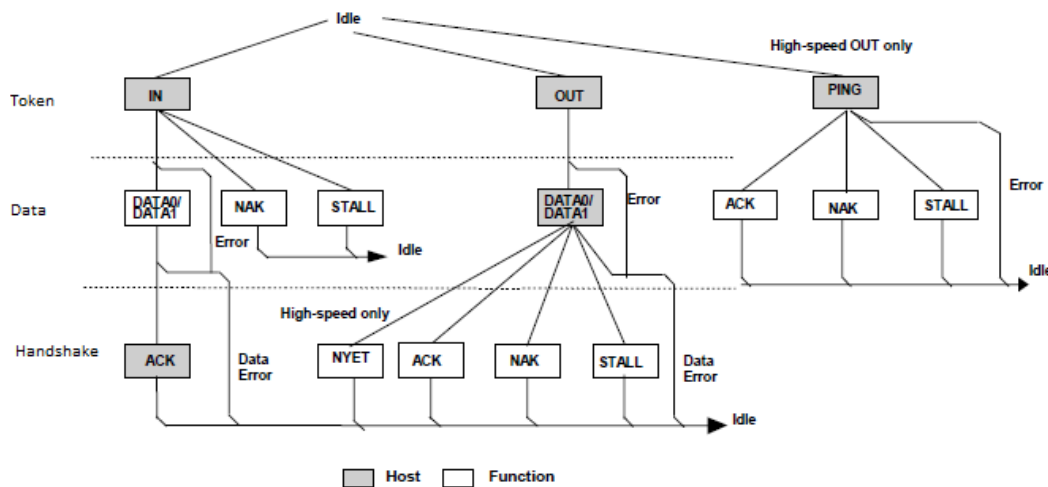 Idle
High-speed OUT only
Token
IN
OUT
PING
Data
DATA0/
DATA1
NAK
STALL
Error
Idle
DATA0/
DATA1
Error
ACK
NAK
STALL
Error
Idle
High-speed only
Handshake
ACK
Data
Error
NYET
ACK
NAK
STALL
Data
Error
Idle
Host
Function